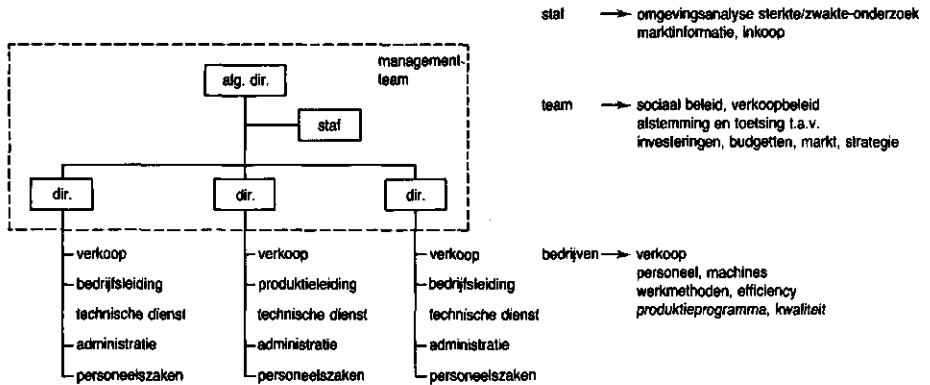 management-
team
alg. dir.
staf
dir.
dir.
dir.
verkoop
bedrijfsleiding
technische dienst
administratie
personeelszaken
verkoop
produktieleiding
technische dienst
administratie
personeelszaken
verkoop
bedrijfsleiding
technische dienst
administratie
personeelszaken
staf → omgevingsanalyse sterkte/zwakte-onderzoek
marktinformatie, inkoop
team → sociaal beleid, verkoopbeleid
afstemming en toetsing t.a.v.
investeringen, budgetten, markt, strategie
bedrijven → verkoop
personeel, machines
werkmethoden, efficiency
produktieprogramma, kwaliteit